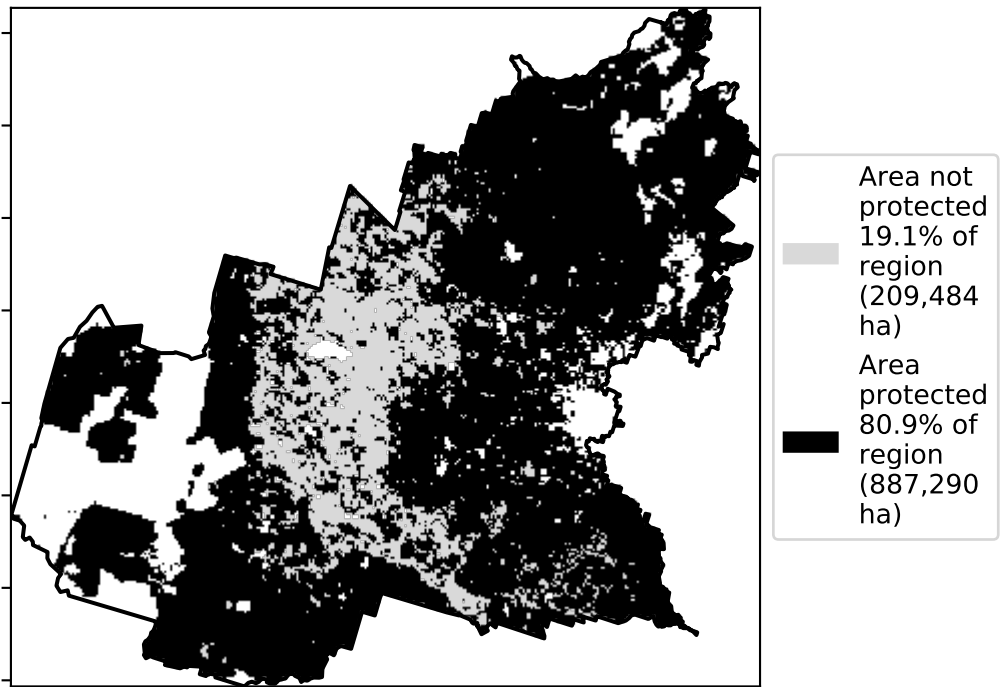 Area not
protected
19.1% of
region
(209,484
ha)
Area
protected
80.9% of
region
(887,290
ha)